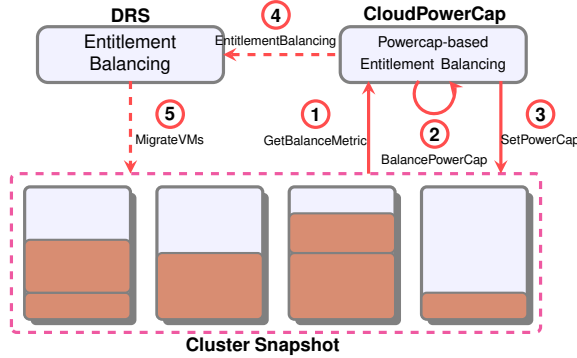 DRS
CloudPowerCap
Entitlement
Balancing
4
EntitlementBalancing
Powercap-based
Entitlement Balancing
5
MigrateVMs
1
GetBalanceMetric
2
BalancePowerCap
3
SetPowerCap
Cluster Snapshot